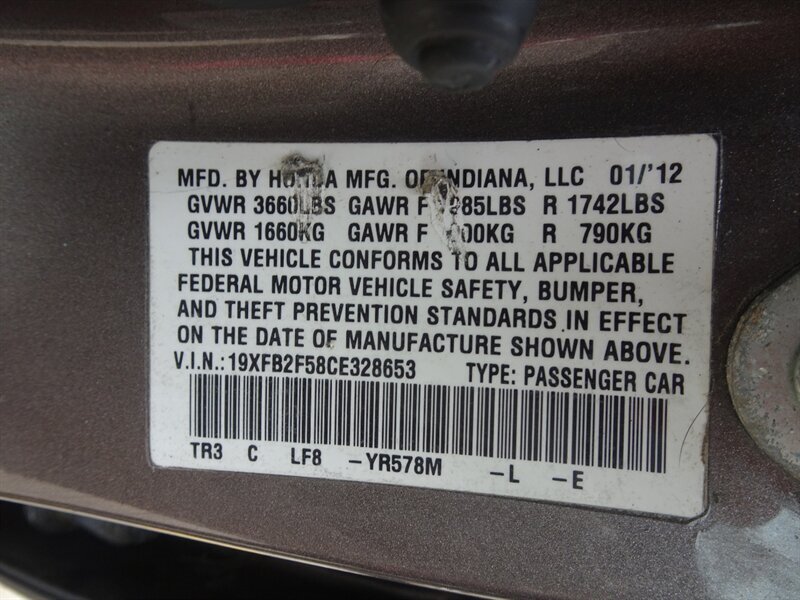 MFD. BY HONDA MFG. OF INDIANA, LLC 01/'12
GVWR 3660LBS GAWR F R 1742LBS
GVWR 1660KG GAWR F R 790KG
THIS VEHICLE CONFORMS TO ALL APPLICABLE
FEDERAL MOTOR VEHICLE SAFETY, BUMPER,
AND THEFT PREVENTION STANDARDS IN EFFECT
ON THE DATE OF MANUFACTURE SHOWN ABOVE.
V.I.N.:19XFB2F58CE328653 TYPE: PASSENGER CAR
TR3 C LF8 -YR578M -L -E